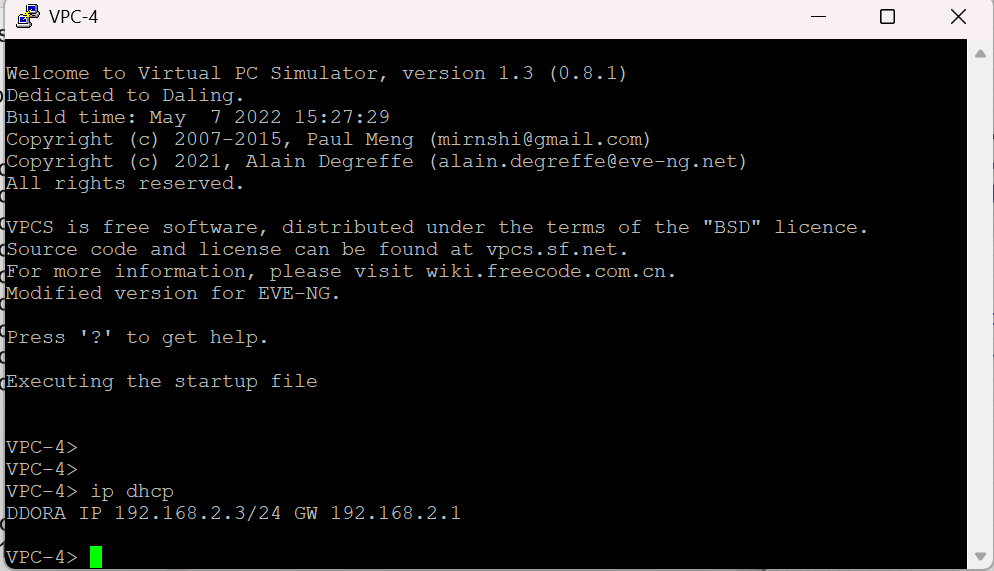 VPC-4
Welcome to Virtual PC Simulator, version 1.3 (0.8.1)
Dedicated to Daling.
Build time: May  7 2022 15:27:29
Copyright (c) 2007-2015, Paul Meng (mirnshi@gmail.com)
Copyright (c) 2021, Alain Degreffe (alain.degreffe@eve-ng.net)
All rights reserved.
VPCS is free software, distributed under the terms of the "BSD" licence.
Source code and license can be found at vpcs.sf.net.
For more information, please visit wiki.freecode.com.cn.
Modified version for EVE-NG.
Press '?' to get help.
Executing the startup file
VPC-4>
VPC-4>
VPC-4> ip dhcp
DDORA IP 192.168.2.3/24 GW 192.168.2.1
VPC-4>